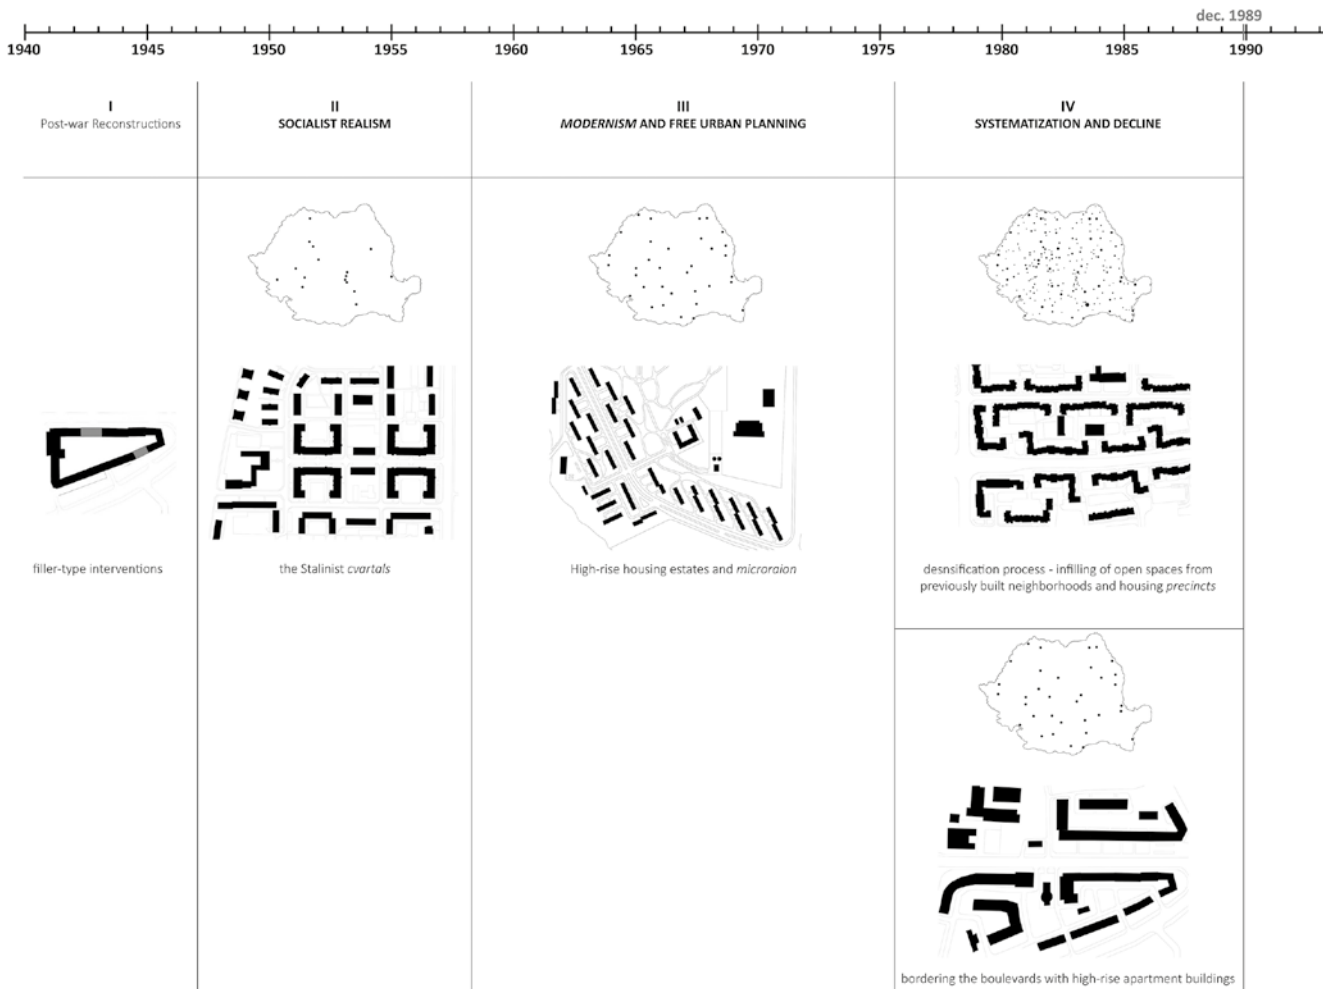 dec. 1989
1940 1945 1950 1955 1960 1965 1970 1975 1980 1985 1990
I
Post-war Reconstructions
II
SOCIALIST REALISM
III
MODERNISM AND FREE URBAN PLANNING
IV
SYSTEMATIZATION AND DECLINE
filler-type interventions
the Stalinist cvartals
High-rise housing estates and microraion
desnsification process - infilling of open spaces from
previously built neighborhoods and housing precincts
bordering the boulevards with high-rise apartment buildings